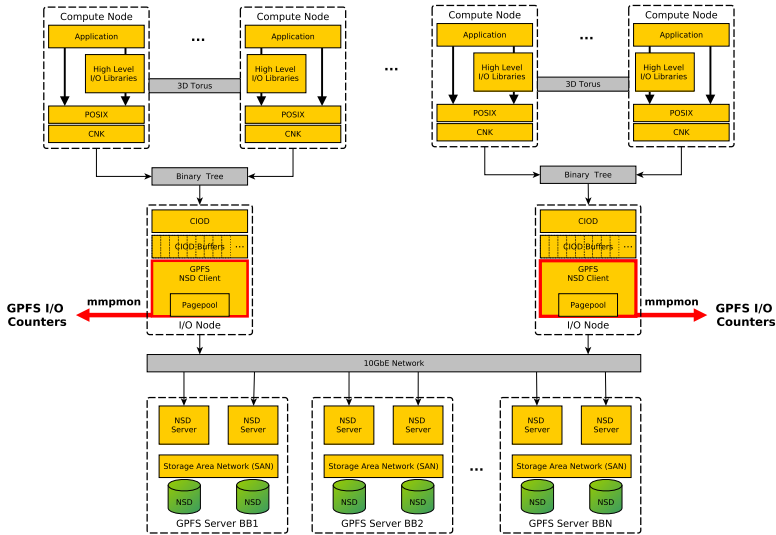 Compute Node
Application
High Level
I/O Libraries
POSIX
CNK
...
3D Torus
Compute Node
Application
High Level
I/O Libraries
POSIX
CNK
...
Compute Node
Application
High Level
I/O Libraries
POSIX
CNK
...
3D Torus
Compute Node
Application
High Level
I/O Libraries
POSIX
CNK
Binary Tree
Binary Tree
CIOD
CIOD Buffers ...
GPFS
NSD Client
Pagepool
I/O Node
mmpmon
GPFS I/O
Counters
CIOD
CIOD Buffers ...
GPFS
NSD Client
Pagepool
I/O Node
mmpmon
GPFS I/O
Counters
10GbE Network
NSD
Server
NSD
Server
Storage Area Network (SAN)
NSD
NSD
GPFS Server BB1
NSD
Server
NSD
Server
Storage Area Network (SAN)
NSD
NSD
GPFS Server BB2
...
NSD
Server
NSD
Server
Storage Area Network (SAN)
NSD
NSD
GPFS Server BBN